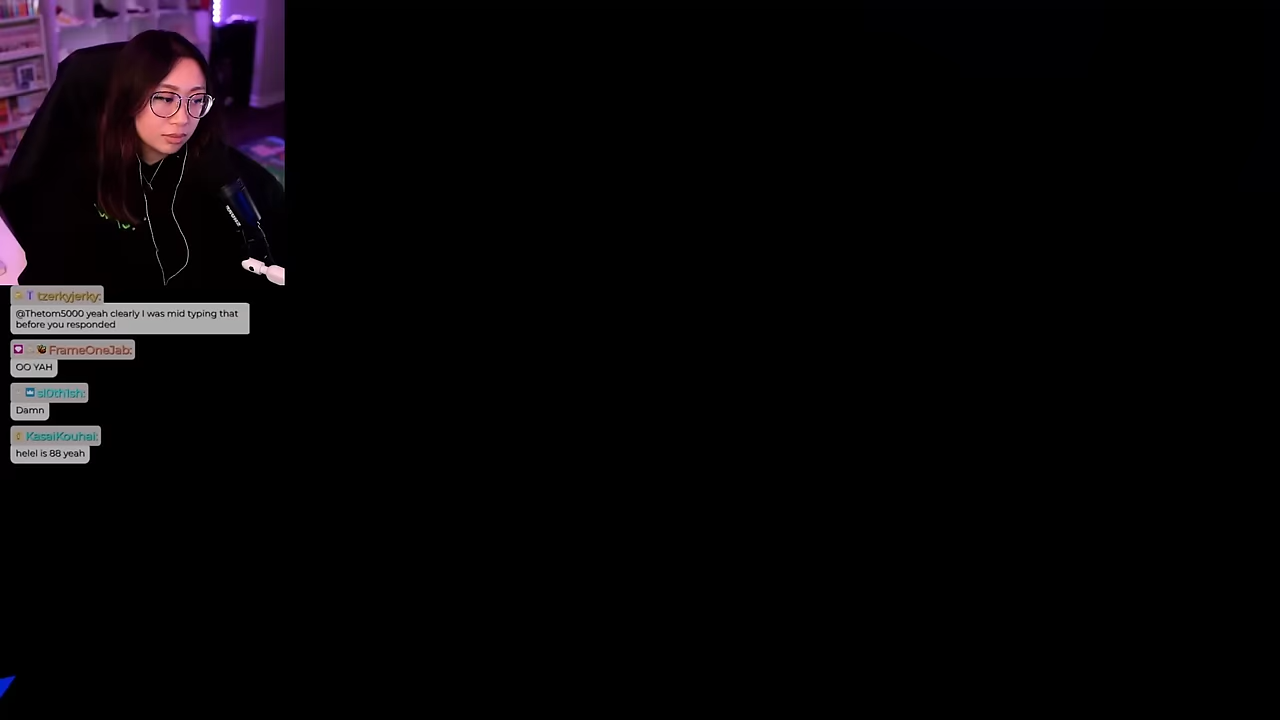 tzerkyjerky:
@Thetom5000 yeah clearly I was mid typing that
before you responded
FrameOneJab:
OO YAH
sl0th1sh:
Damn
KasaiKouhai:
helel is 88 yeah